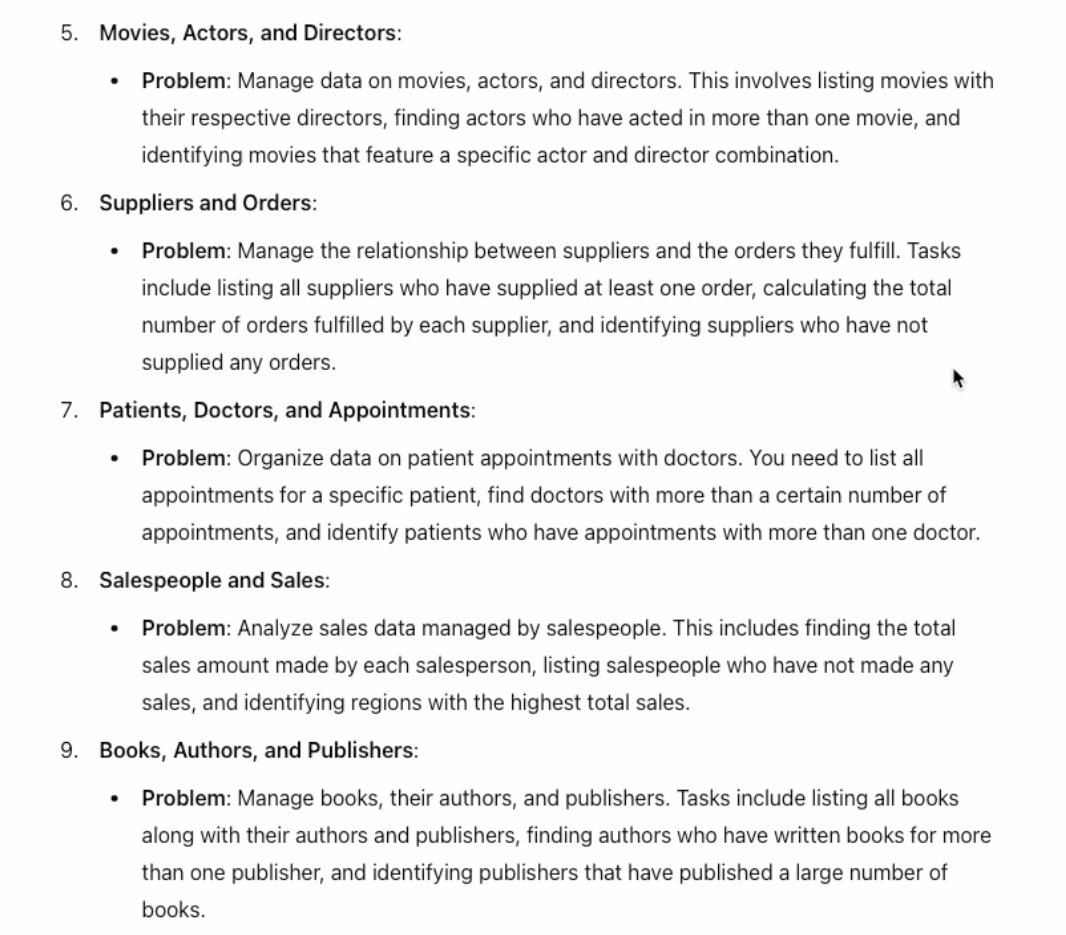 5. Movies, Actors, and Directors:
• Problem: Manage data on movies, actors, and directors. This involves listing movies with
their respective directors, finding actors who have acted in more than one movie, and
identifying movies that feature a specific actor and director combination.
6. Suppliers and Orders:
• Problem: Manage the relationship between suppliers and the orders they fulfill. Tasks
include listing all suppliers who have supplied at least one order, calculating the total
number of orders fulfilled by each supplier, and identifying suppliers who have not
supplied any orders.
7. Patients, Doctors, and Appointments:
• Problem: Organize data on patient appointments with doctors. You need to list all
appointments for a specific patient, find doctors with more than a certain number of
appointments, and identify patients who have appointments with more than one doctor.
8. Salespeople and Sales:
• Problem: Analyze sales data managed by salespeople. This includes finding the total
sales amount made by each salesperson, listing salespeople who have not made any
sales, and identifying regions with the highest total sales.
9. Books, Authors, and Publishers:
• Problem: Manage books, their authors, and publishers. Tasks include listing all books
along with their authors and publishers, finding authors who have written books for more
than one publisher, and identifying publishers that have published a large number of
books.